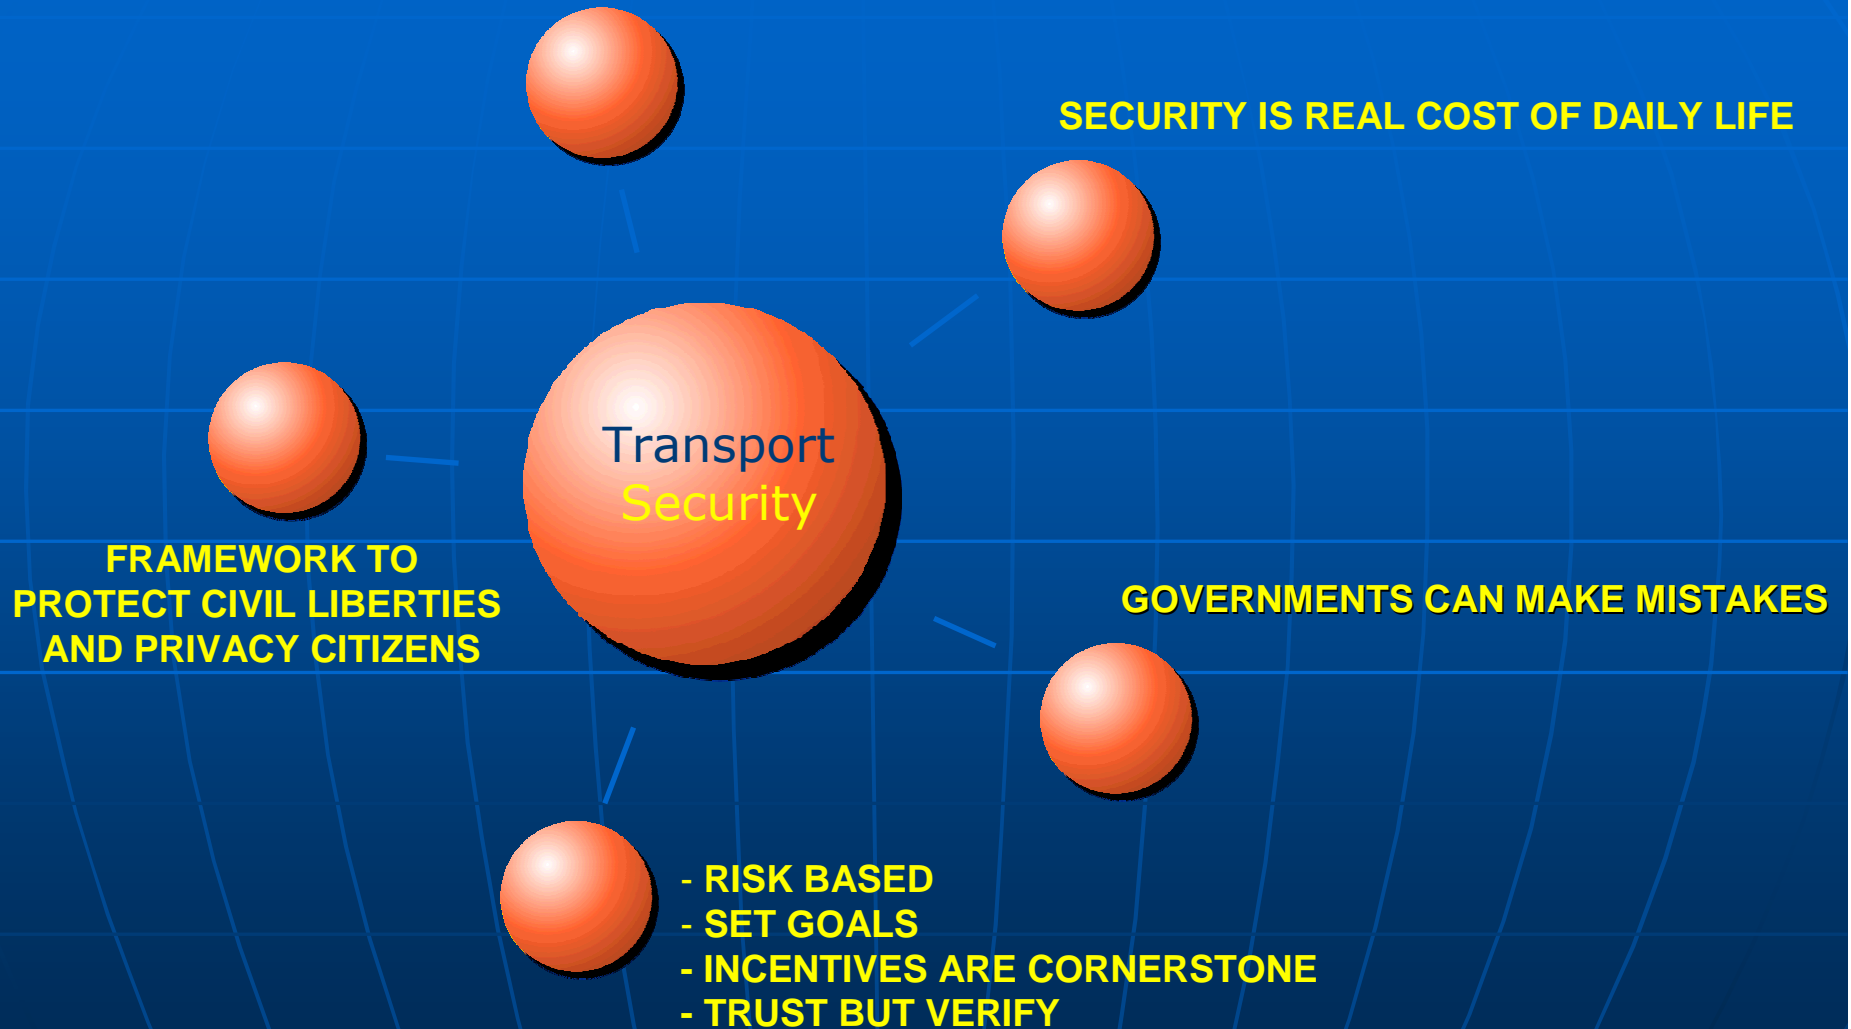 SECURITY IS REAL COST OF DAILY LIFE
Transport
Security
FRAMEWORK TO
PROTECT CIVIL LIBERTIES
AND PRIVACY CITIZENS
GOVERNMENTS CAN MAKE MISTAKES
- RISK BASED
- SET GOALS
- INCENTIVES ARE CORNERSTONE
- TRUST BUT VERIFY